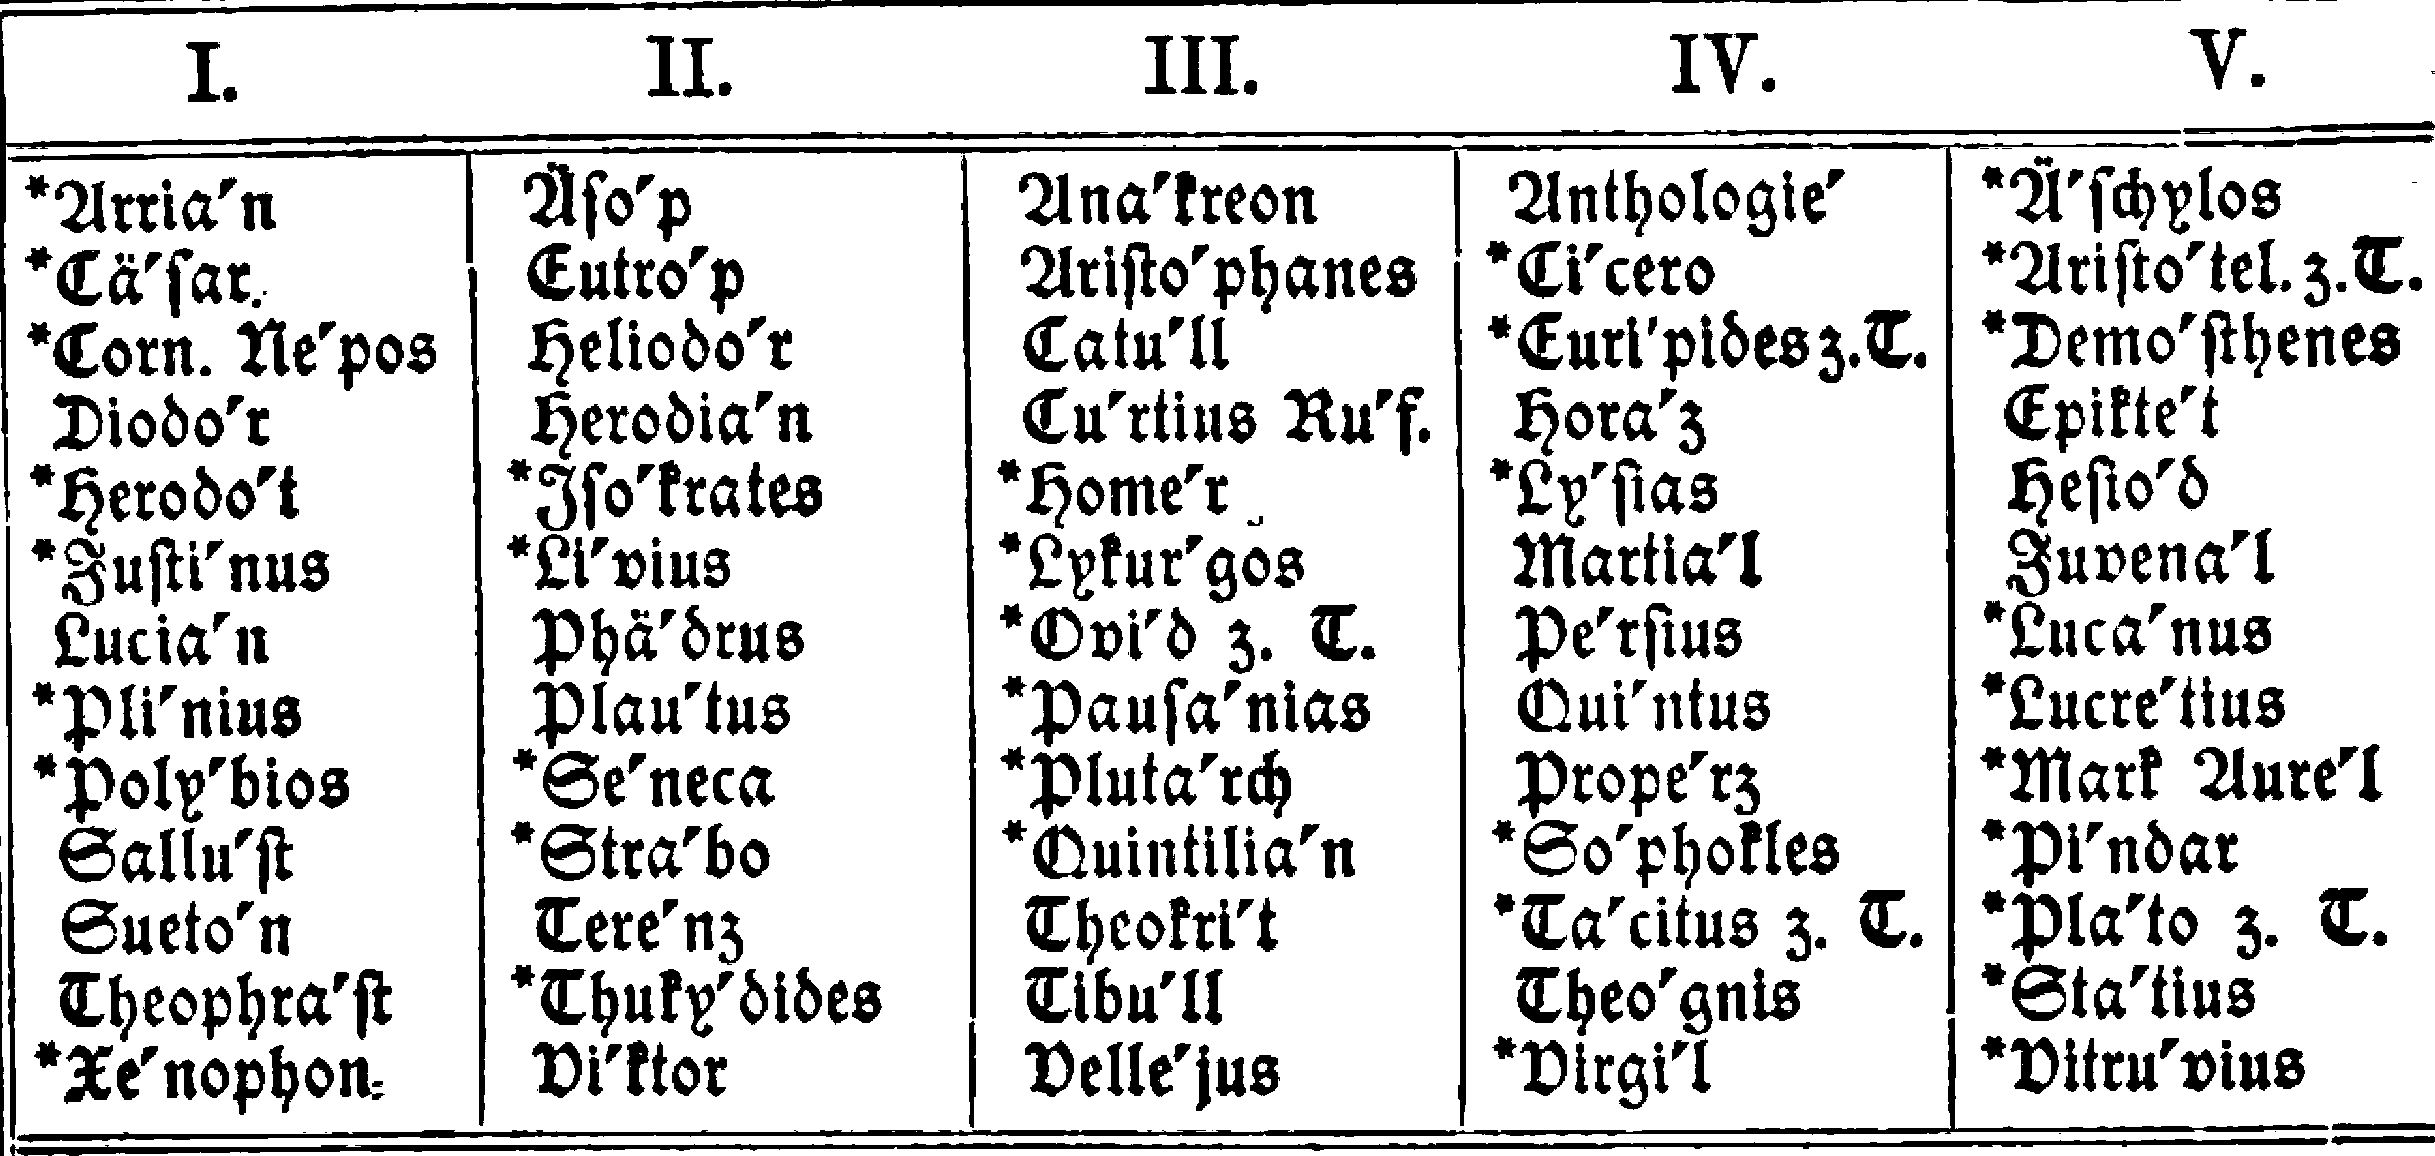 I. II. III. IV. V.
*Arria´n Äſo´p Ana´kreon Anthologie´ *Ä´ſchylos
*Cä´ſar. Eutro´p Ariſto´phanes *Ci´cero *Ariſto´tel. z. T.
*Corn. Ne´pos Heliodo´r Catu´ll *Euri´pides z. T. *Demo´ſthenes
Diodo´r Herodia´n Cu´rtius Ru´f. Hora´z Epikte´t
*Herodo´t *Iſo´krates *Home´r *Ly´ſias Heſio´d
*Juſti´nus *Li´vius *Lykur´gos Martia´l Juvena´l
Lucia´n Phä´drus *Ovi´d z. T. Pe´rſius *Luca´nus
*Pli´nius Plau´tus *Pauſa´nias Qui´ntus *Lucre´tius
*Poly´bios *Se´neca *Pluta´rch Prope´rz *Mark Aure´l
Sallu´ſt *Stra´bo *Quintilia´n *So´phokles *Pi´ndar
Sueto´n Tere´nz Theokri´t *Ta´citus z. T. *Pla´to z. T.
Theophra´ſt *Thuky´dides Tibu´ll Theo´gnis *Sta´tius
*Xe´nophon. Vi´ktor Velle´jus *Virgi´l *Vitru´vius